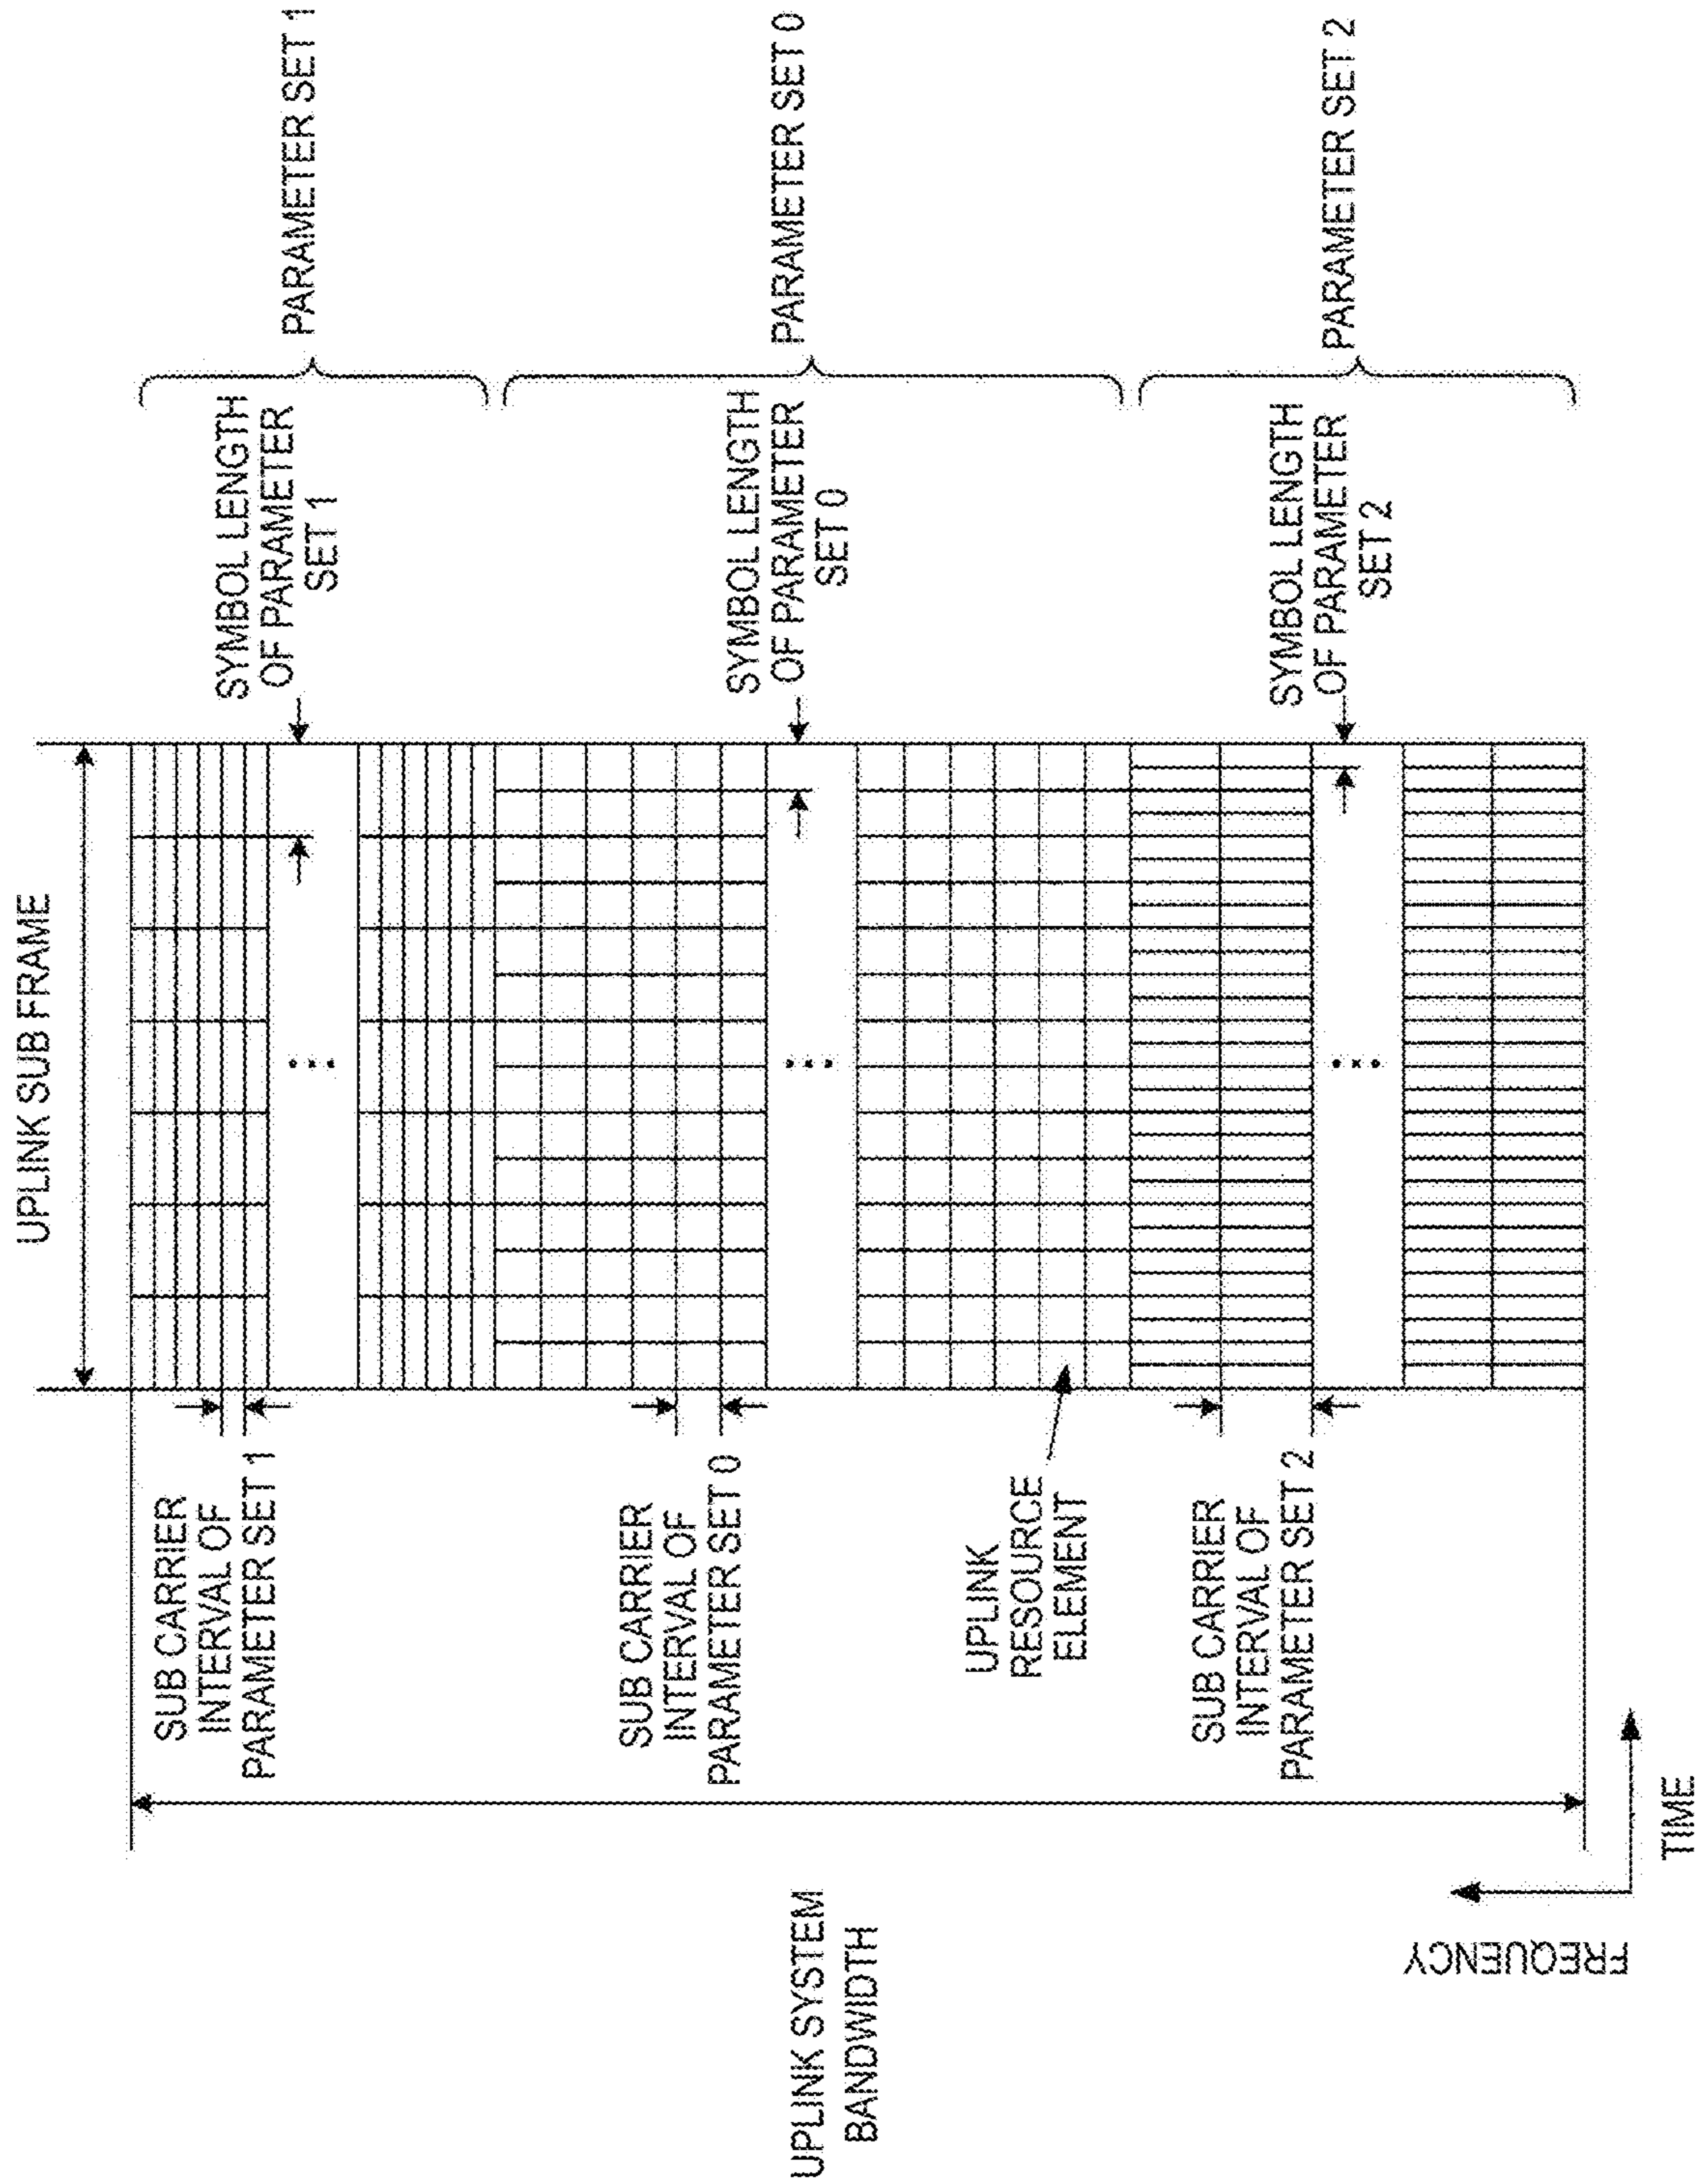 UPLINK SUB FRAME
SUB CARRIER
INTERVAL OF
PARAMETER SET 1
SYMBOL LENGTH
OF PARAMETER
SET 1
PARAMETER SET 1
UPLINK SYSTEM
BANDWIDTH
SUB CARRIER
INTERVAL OF
PARAMETER SET 0
SYMBOL LENGTH
OF PARAMETER
SET 0
PARAMETER SET 0
UPLINK
RESOURCE
ELEMENT
SUB CARRIER
INTERVAL OF
PARAMETER SET 2
SYMBOL LENGTH
OF PARAMETER
SET 2
PARAMETER SET 2
FREQUENCY
TIME